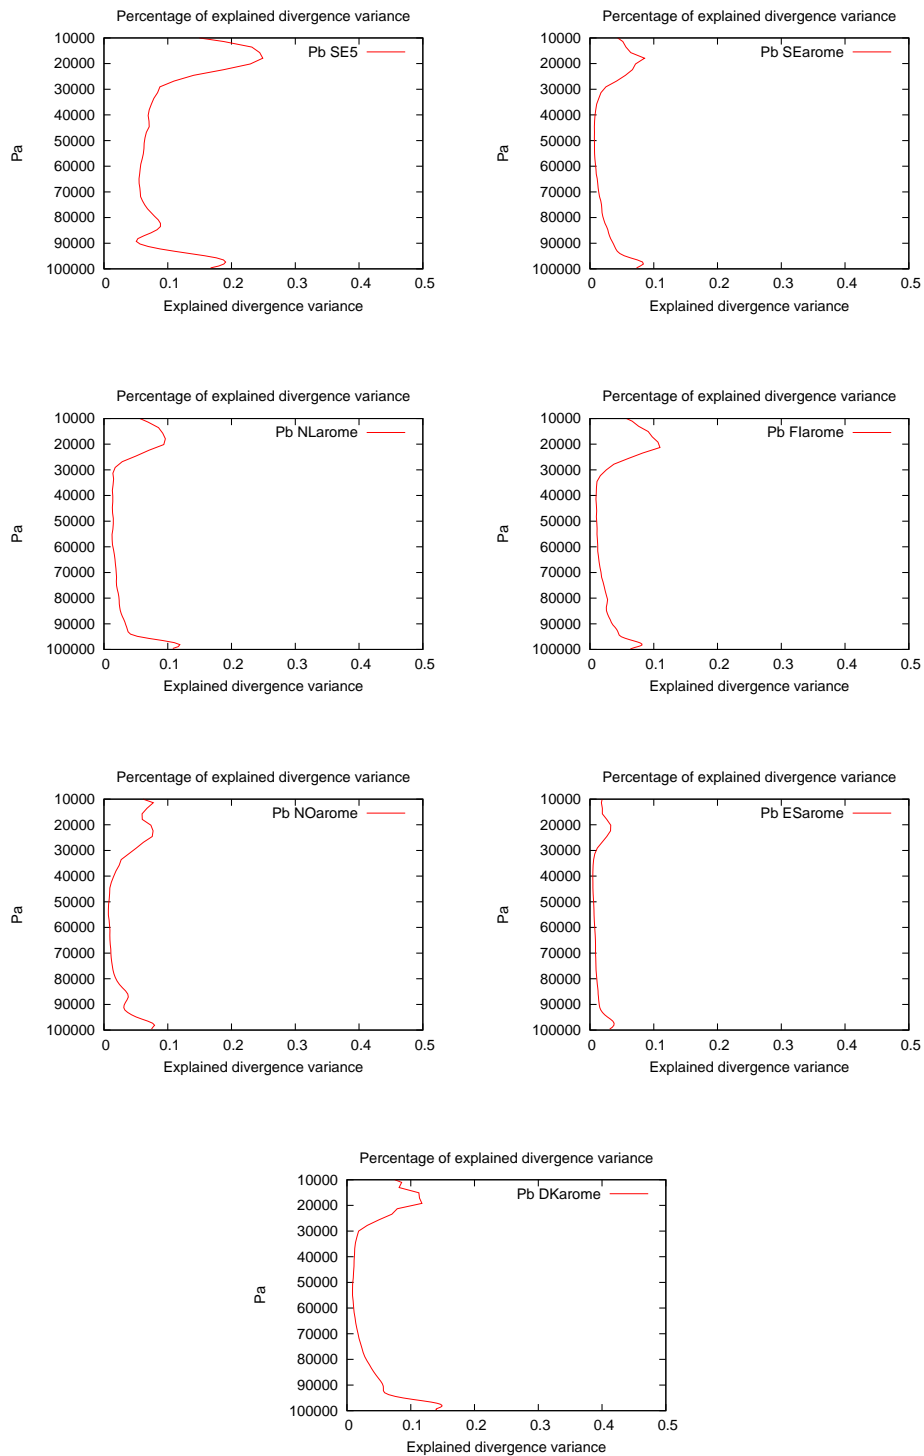 Percentage of explained divergence variance
Pb SE5
10000
20000
30000
40000
50000
60000
70000
80000
90000
100000
Pa
0 0.1 0.2 0.3 0.4 0.5
Explained divergence variance
Percentage of explained divergence variance
Pb SEarome
10000
20000
30000
40000
50000
60000
70000
80000
90000
100000
Pa
0 0.1 0.2 0.3 0.4 0.5
Explained divergence variance
Percentage of explained divergence variance
Pb NLarome
10000
20000
30000
40000
50000
60000
70000
80000
90000
100000
Pa
0 0.1 0.2 0.3 0.4 0.5
Explained divergence variance
Percentage of explained divergence variance
Pb FIarome
10000
20000
30000
40000
50000
60000
70000
80000
90000
100000
Pa
0 0.1 0.2 0.3 0.4 0.5
Explained divergence variance
Percentage of explained divergence variance
Pb NOarome
10000
20000
30000
40000
50000
60000
70000
80000
90000
100000
Pa
0 0.1 0.2 0.3 0.4 0.5
Explained divergence variance
Percentage of explained divergence variance
Pb ESarome
10000
20000
30000
40000
50000
60000
70000
80000
90000
100000
Pa
0 0.1 0.2 0.3 0.4 0.5
Explained divergence variance
Percentage of explained divergence variance
Pb DKarome
10000
20000
30000
40000
50000
60000
70000
80000
90000
100000
Pa
0 0.1 0.2 0.3 0.4 0.5
Explained divergence variance